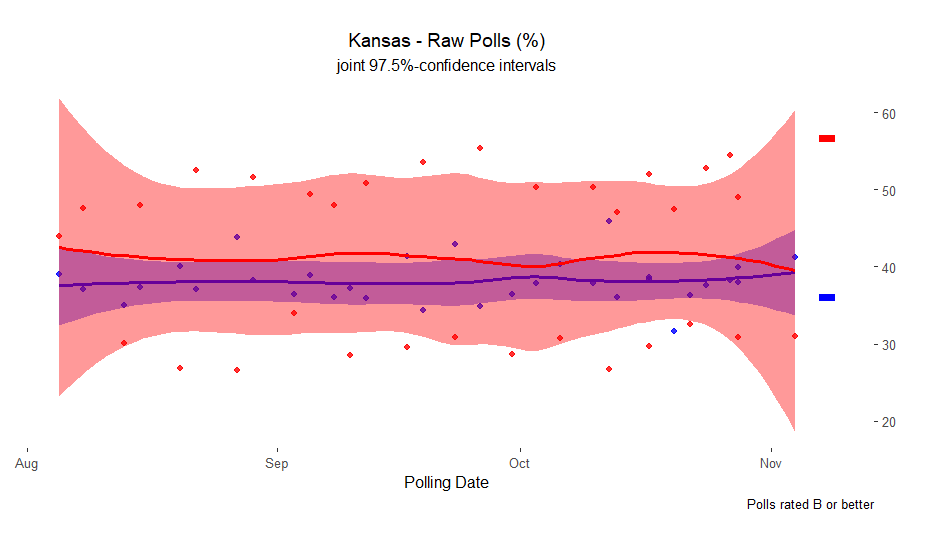 Kansas - Raw Polls (%)
joint 97.5%-confidence intervals
60
50
40
30
20
Aug Sep Oct Nov
Polling Date
Polls rated B or better